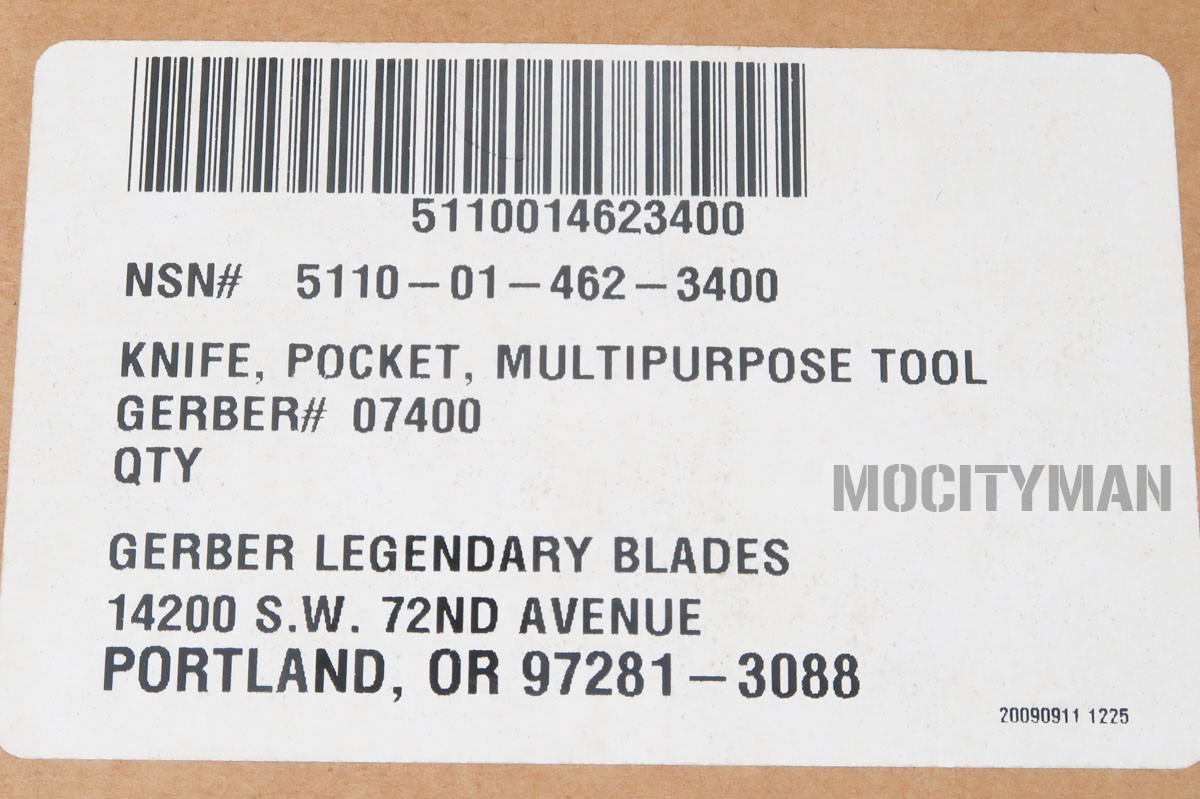 5110014623400
NSN# 5110-01-462-3400
KNIFE, POCKET, MULTIPURPOSE TOOL
GERBER# 07400
QTY
MOCITYMAN
GERBER LEGENDARY BLADES
14200 S.W. 72ND AVENUE
PORTLAND, OR 97281-3088
20090911 1225